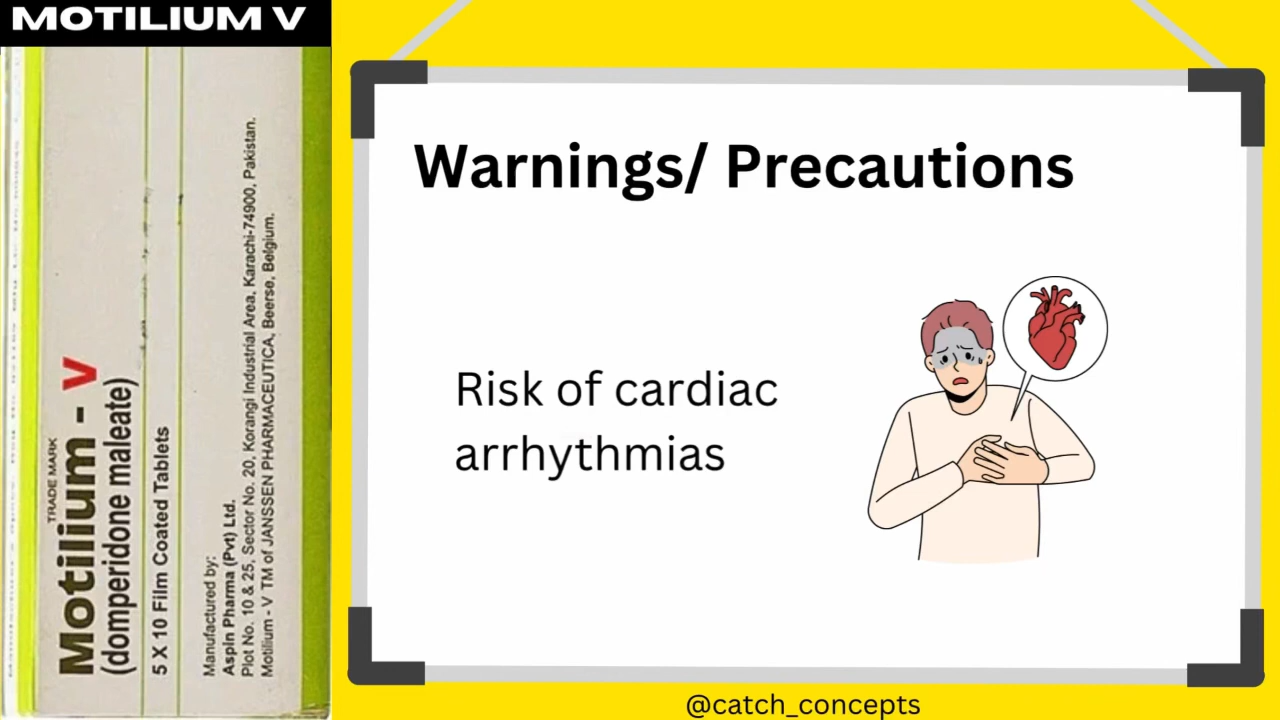 MOTILIUM V
TRADE MARK
Motilium - V
(domperidone maleate)
5 X 10 Film Coated Tablets
Manufactured by:
Aspin Pharma (Pvt) Ltd.
Plot No. 10 & 25, Sector No. 20, Korangi Industrial Area, Karachi-74900, Pakistan.
Motilium - V TM of JANSSEN PHARMACEUTICA, Beerse, Belgium.
Warnings/ Precautions
Risk of cardiac
arrhythmias
@catch_concepts